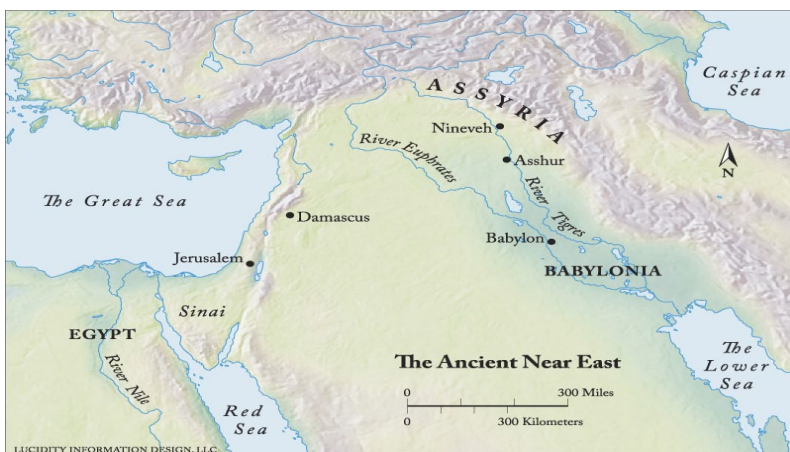 Caspian
Sea
ASSYRIA
Nineveh
River Euphrates
Asshur
N
The Great Sea
River Tigres
Damascus
Babylon
Jerusalem
BABYLONIA
Sinai
EGYPT
River Nile
The Ancient Near East
The
Lower
Sea
0 300 Miles
0 300 Kilometers
Red
Sea
LUCIDITY INFORMATION DESIGN, LLC